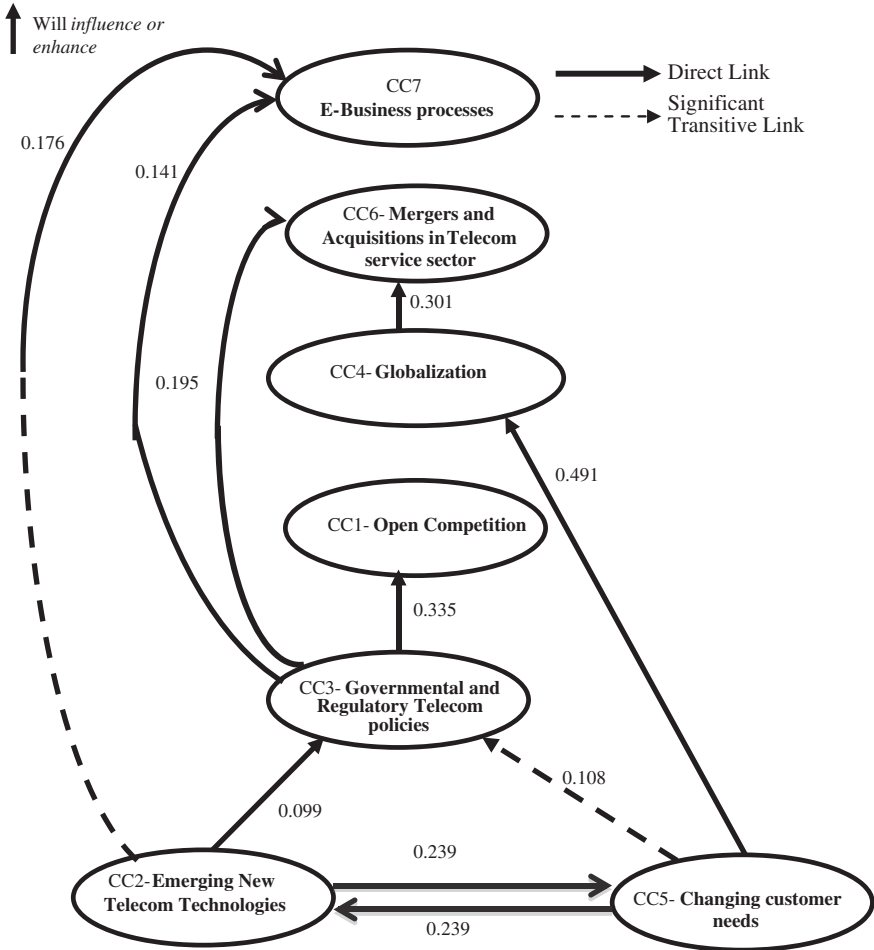 Will influence or
enhance
CC7
E-Business processes
Direct Link
Significant
Transitive Link
0.176
0.141
CC6- Mergers and
Acquisitions in Telecom
service sector
0.301
CC4- Globalization
0.195
0.491
CC1- Open Competition
0.335
CC3- Governmental and
Regulatory Telecom
policies
0.108
0.099
0.239
CC2-Emerging New
Telecom Technologies
CC5- Changing customer
needs
0.239